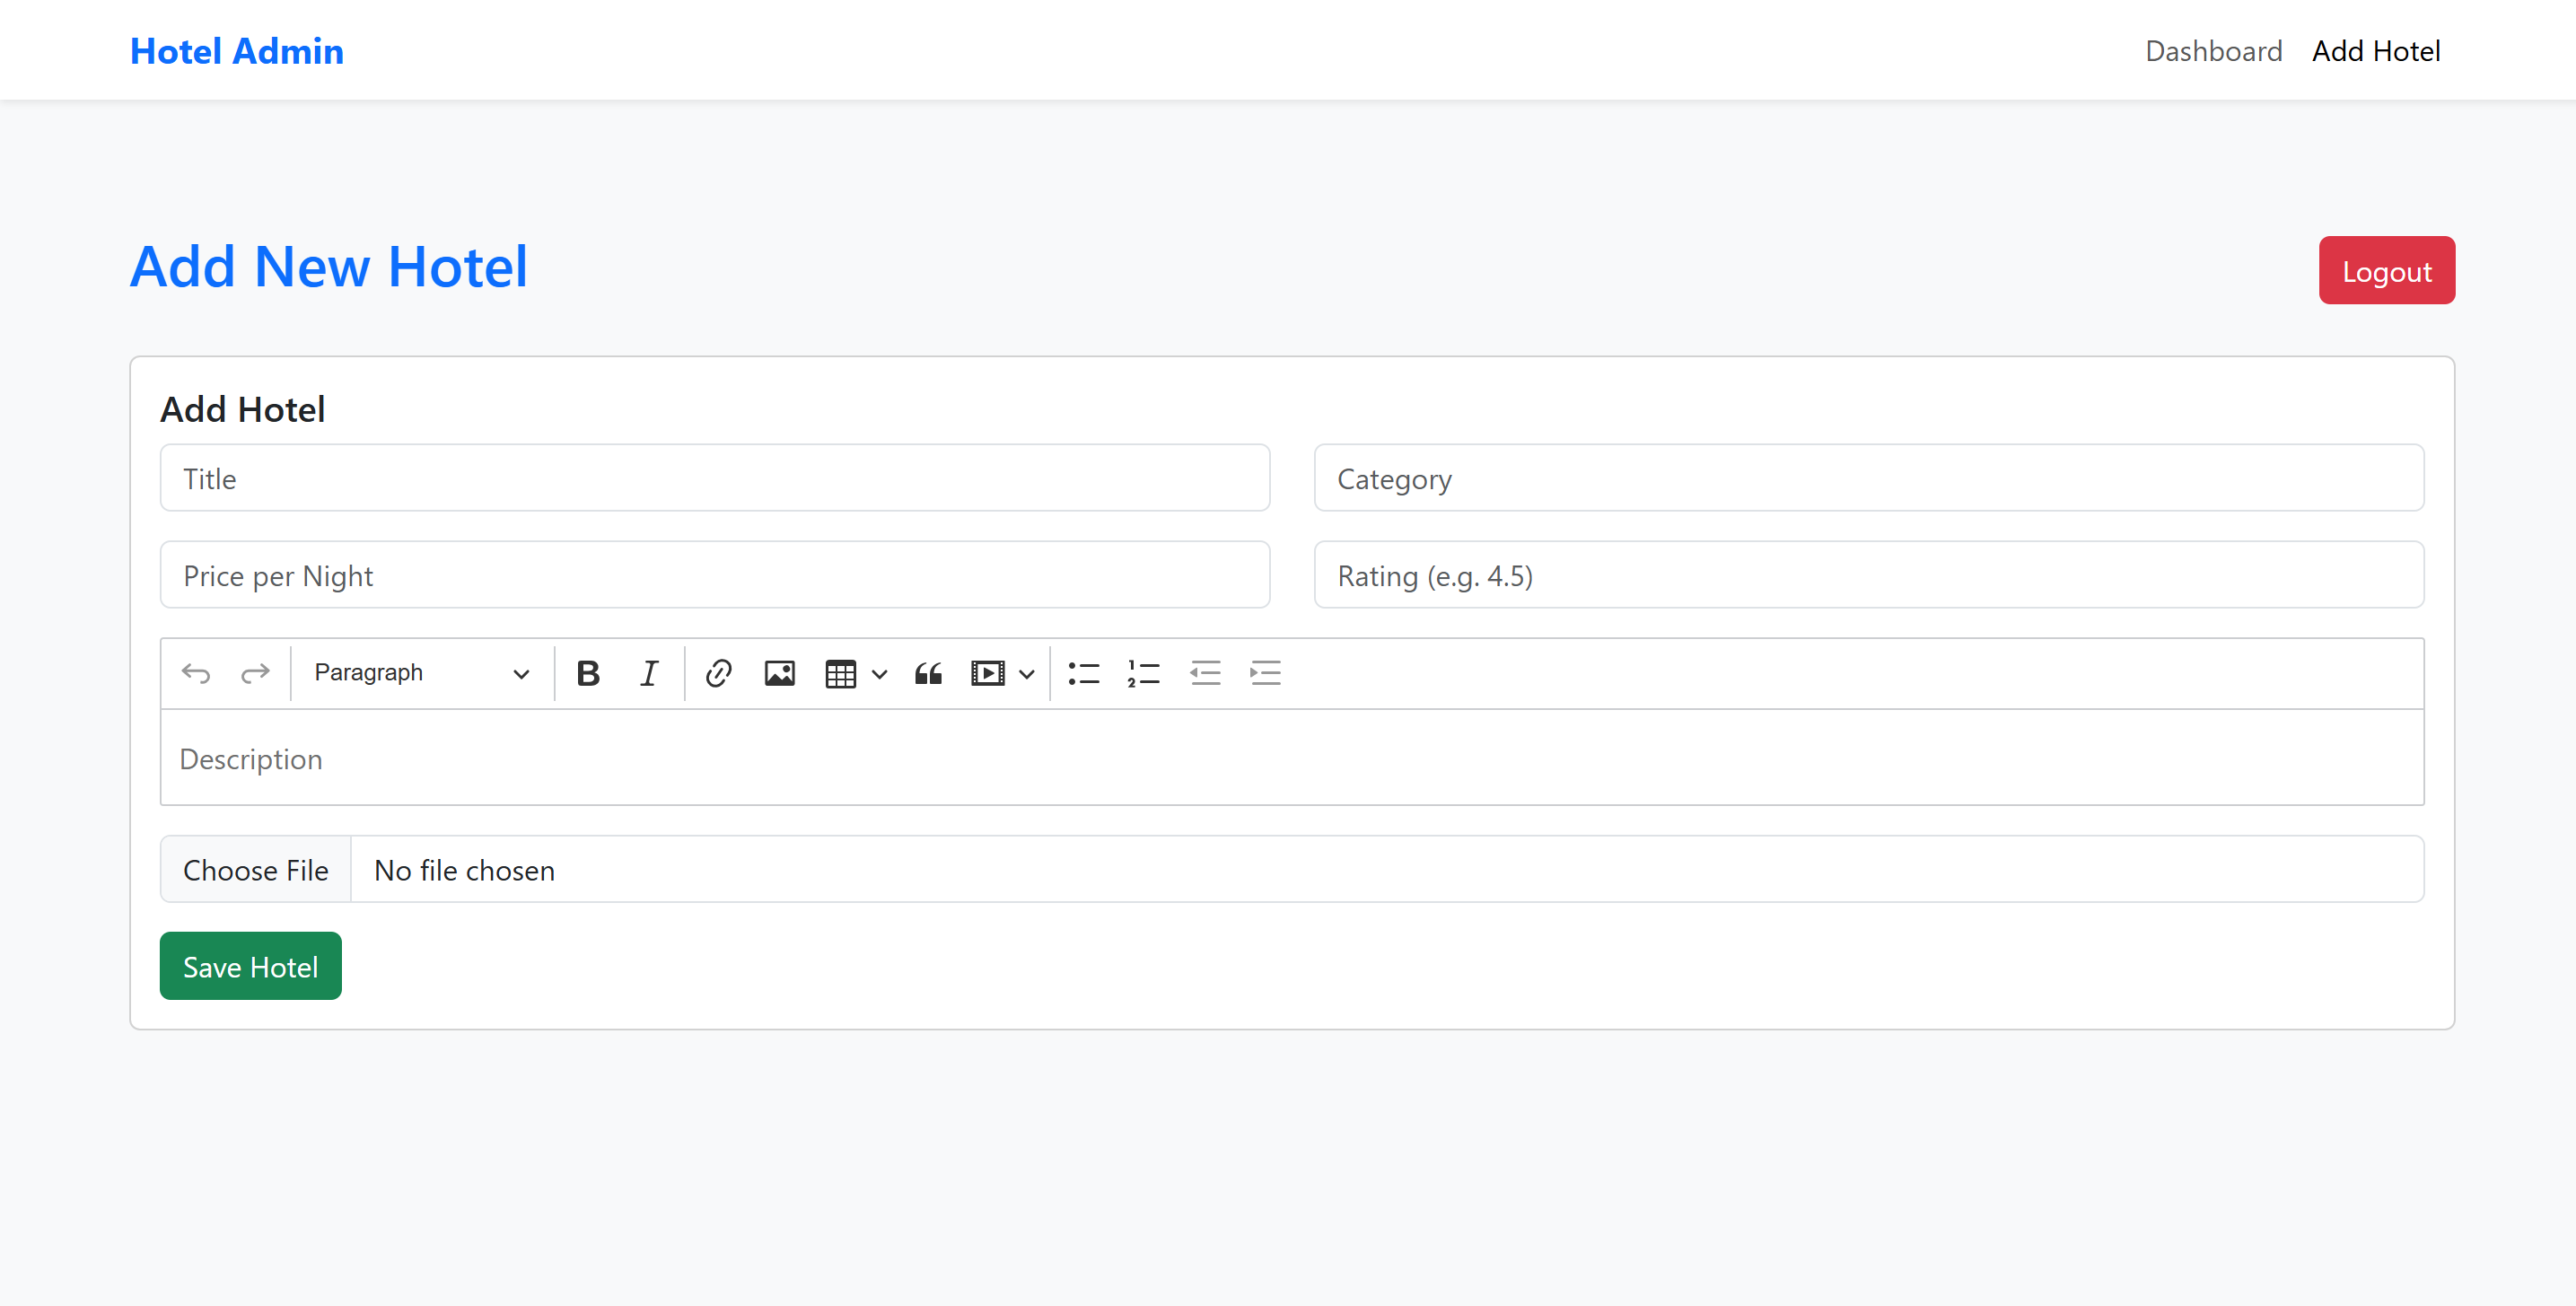 Hotel Admin
Dashboard
Add Hotel
Add New Hotel
Logout
Add Hotel
Title
Category
Price per Night
Rating (e.g. 4.5)
Paragraph
Description
Choose File
No file chosen
Save Hotel